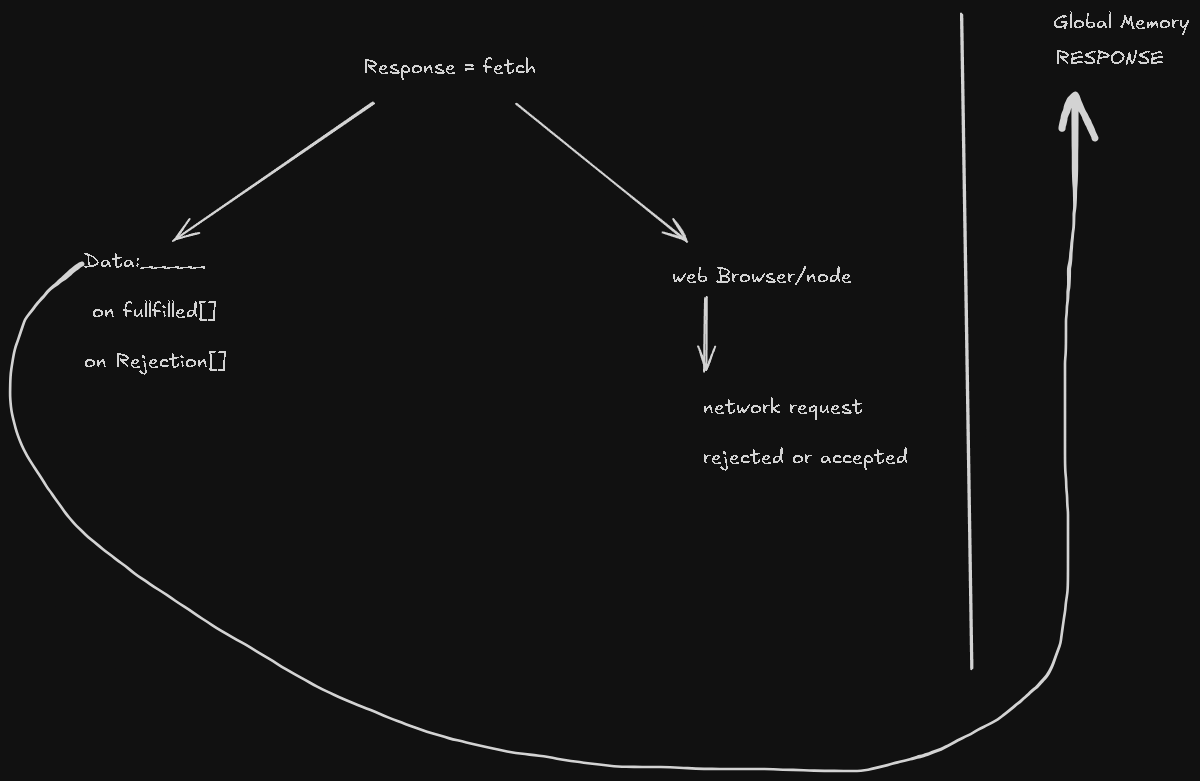 Response = fetch
Data:______
on fullfilled[]
on Rejection[]
web Browser/node
network request
rejected or accepted
Global Memory
RESPONSE